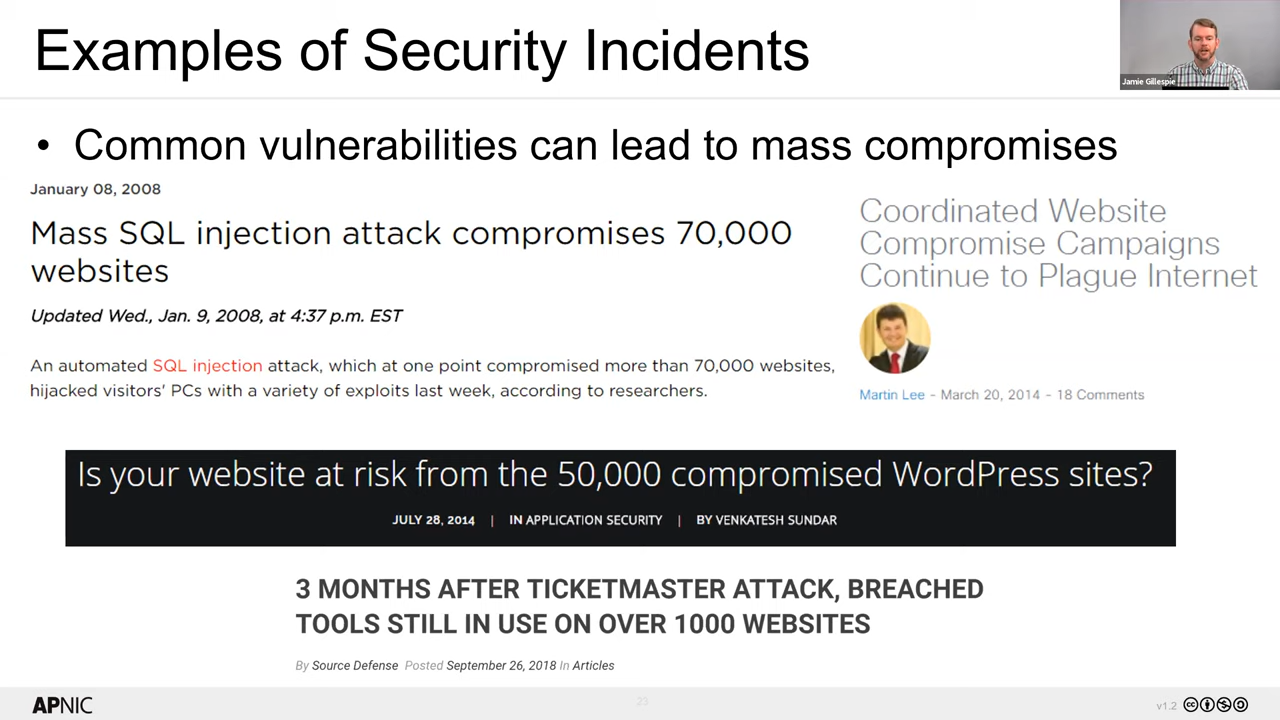 Examples of Security Incidents
Jamie Gillespie
• Common vulnerabilities can lead to mass compromises
January 08, 2008
Mass SQL injection attack compromises 70,000
websites
Updated Wed., Jan. 9, 2008, at 4:37 p.m. EST
An automated SQL injection attack, which at one point compromised more than 70,000 websites,
hijacked visitors' PCs with a variety of exploits last week, according to researchers.
Coordinated Website
Compromise Campaigns
Continue to Plague Internet
Martin Lee - March 20, 2014 - 18 Comments
Is your website at risk from the 50,000 compromised WordPress sites?
JULY 28, 2014 | IN APPLICATION SECURITY | BY VENKATESH SUNDAR
3 MONTHS AFTER TICKETMASTER ATTACK, BREACHED
TOOLS STILL IN USE ON OVER 1000 WEBSITES
By Source Defense Posted September 26, 2018 In Articles
APNIC
25
v1.2